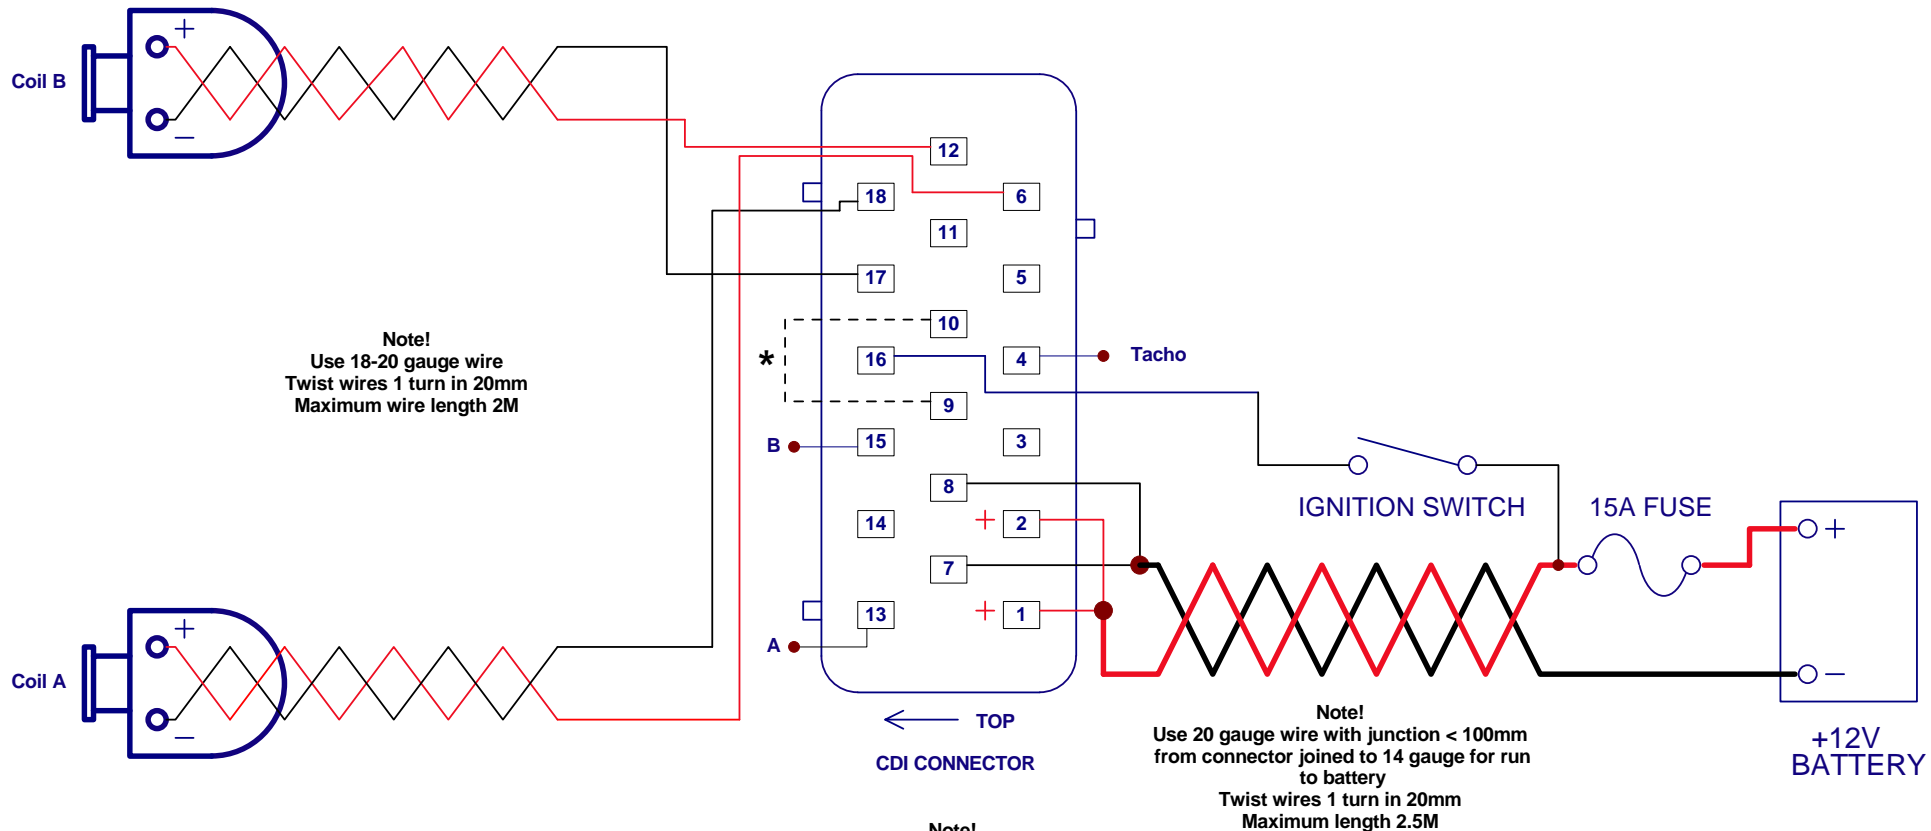 +
Coil B
−
12
18
6
11
17
5
10
Note!
Use 18-20 gauge wire
Twist wires 1 turn in 20mm
Maximum wire length 2M
*
16
4
Tacho
9
B
15
3
8
IGNITION SWITCH
15A FUSE
14
+ 2
+
7
+ 1
13
A
+
Coil A
−
−
TOP
CDI CONNECTOR
Note!
Use 20 gauge wire with junction < 100mm
from connector joined to 14 gauge for run
to battery
Twist wires 1 turn in 20mm
Maximum length 2.5M
+12V
BATTERY
Note!